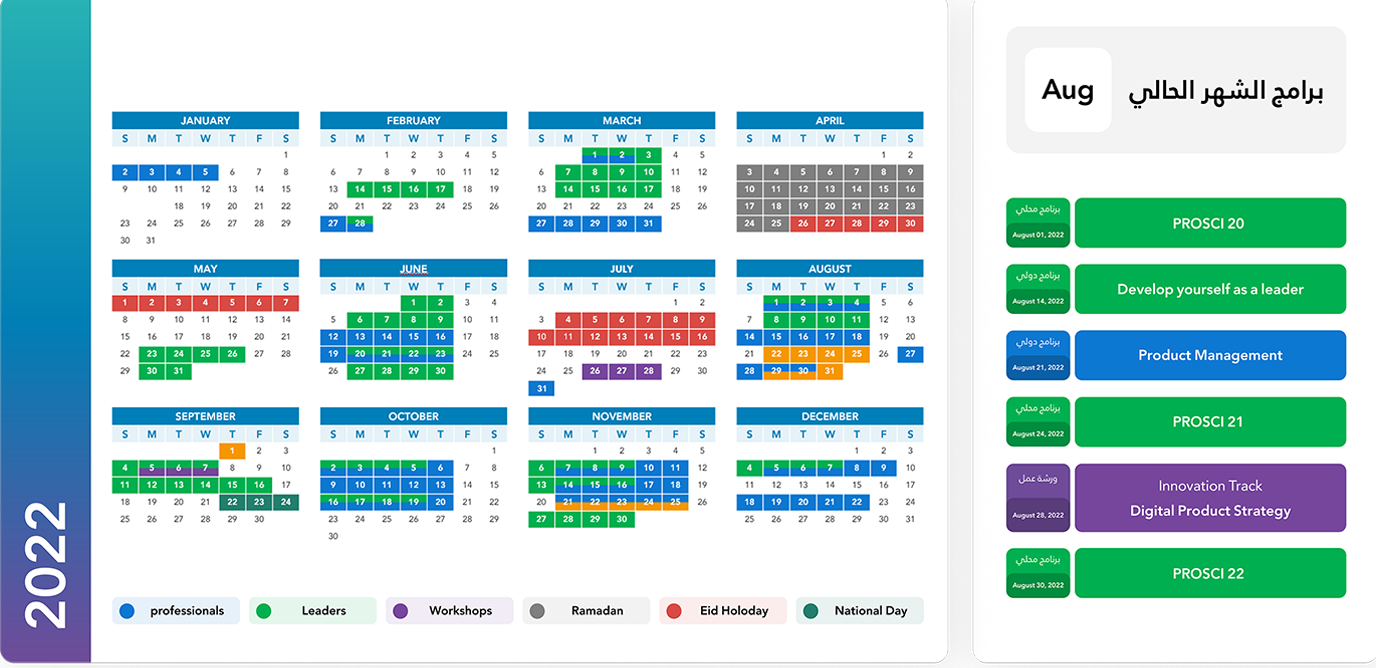 2022
JANUARY
S M T W T F S
1
2 3 4 5 6 7 8
9 10 11 12 13 14 15
18 19 20 21 22
23 24 25 26 27 28 29
30 31
FEBRUARY
S M T W T F S
1 2 3 4 5
6 7 8 9 10 11 12
13 14 15 16 17 18 19
20 21 22 23 24 25 26
27 28
MARCH
S M T W T F S
1 2 3 4 5
6 7 8 9 10 11 12
13 14 15 16 17 18 19
20 21 22 23 24 25 26
27 28 29 30 31
APRIL
S M T W T F S
1 2
3 4 5 6 7 8 9
10 11 12 13 14 15 16
17 18 19 20 21 22 23
24 25 26 27 28 29 30
MAY
S M T W T F S
1 2 3 4 5 6 7
8 9 10 11 12 13 14
15 16 17 18 19 20 21
22 23 24 25 26 27 28
29 30 31
JUNE
S M T W T F S
1 2 3 4
5 6 7 8 9 10 11
12 13 14 15 16 17 18
19 20 21 22 23 24 25
26 27 28 29 30
JULY
S M T W T F S
1 2
3 4 5 6 7 8 9
10 11 12 13 14 15 16
17 18 19 20 21 22 23
24 25 26 27 28 29 30
31
AUGUST
S M T W T F S
1 2 3 4 5 6
7 8 9 10 11 12 13
14 15 16 17 18 19 20
21 22 23 24 25 26 27
28 29 30 31
SEPTEMBER
S M T W T F S
1 2 3
4 5 6 7 8 9 10
11 12 13 14 15 16 17
18 19 20 21 22 23 24
25 26 27 28 29 30
OCTOBER
S M T W T F S
1
2 3 4 5 6 7 8
9 10 11 12 13 14 15
16 17 18 19 20 21 22
23 24 25 26 27 28 29
30
NOVEMBER
S M T W T F S
1 2 3 4 5
6 7 8 9 10 11 12
13 14 15 16 17 18 19
20 21 22 23 24 25 26
27 28 29 30
DECEMBER
S M T W T F S
1 2 3
4 5 6 7 8 9 10
11 12 13 14 15 16 17
18 19 20 21 22 23 24
25 26 27 28 29 30 31
professionals
Leaders
Workshops
Ramadan
Eid Holoday
National Day
برامج الشهر الحالي
Aug
برنامج محلي
August 01, 2022
PROSCI 20
برنامج دولي
August 14, 2022
Develop yourself as a leader
برنامج دولي
August 21, 2022
Product Management
برنامج محلي
August 24, 2022
PROSCI 21
ورشة عمل
August 28, 2022
Innovation Track
Digital Product Strategy
برنامج محلي
August 30, 2022
PROSCI 22